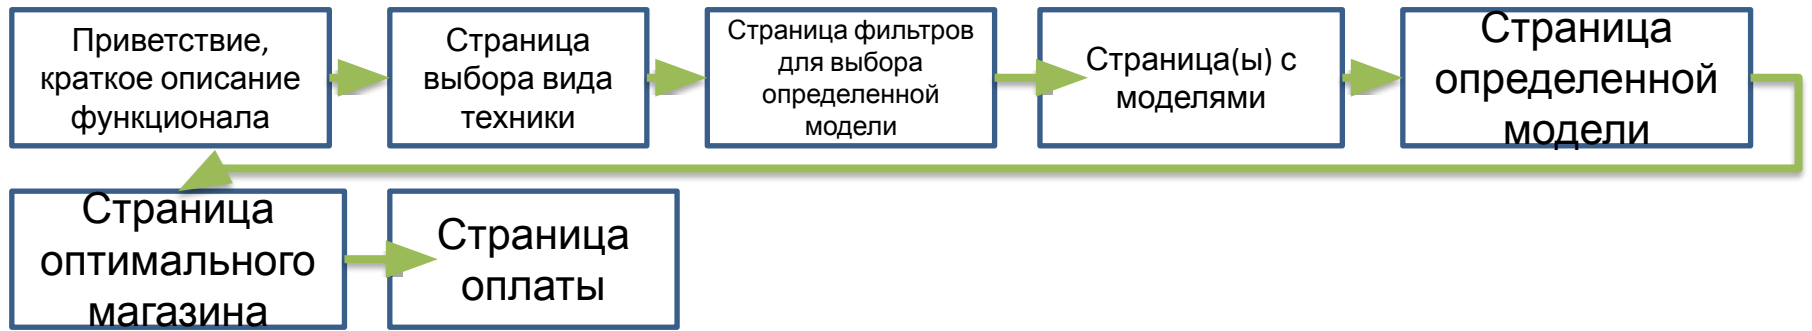 Приветствие,
краткое описание
функционала
Страница
выбора вида
техники
Страница фильтров
для выбора
определенной
модели
Страница(ы) с
моделями
Страница
определенной
модели
Страница
оптимального
магазина
Страница
оплаты